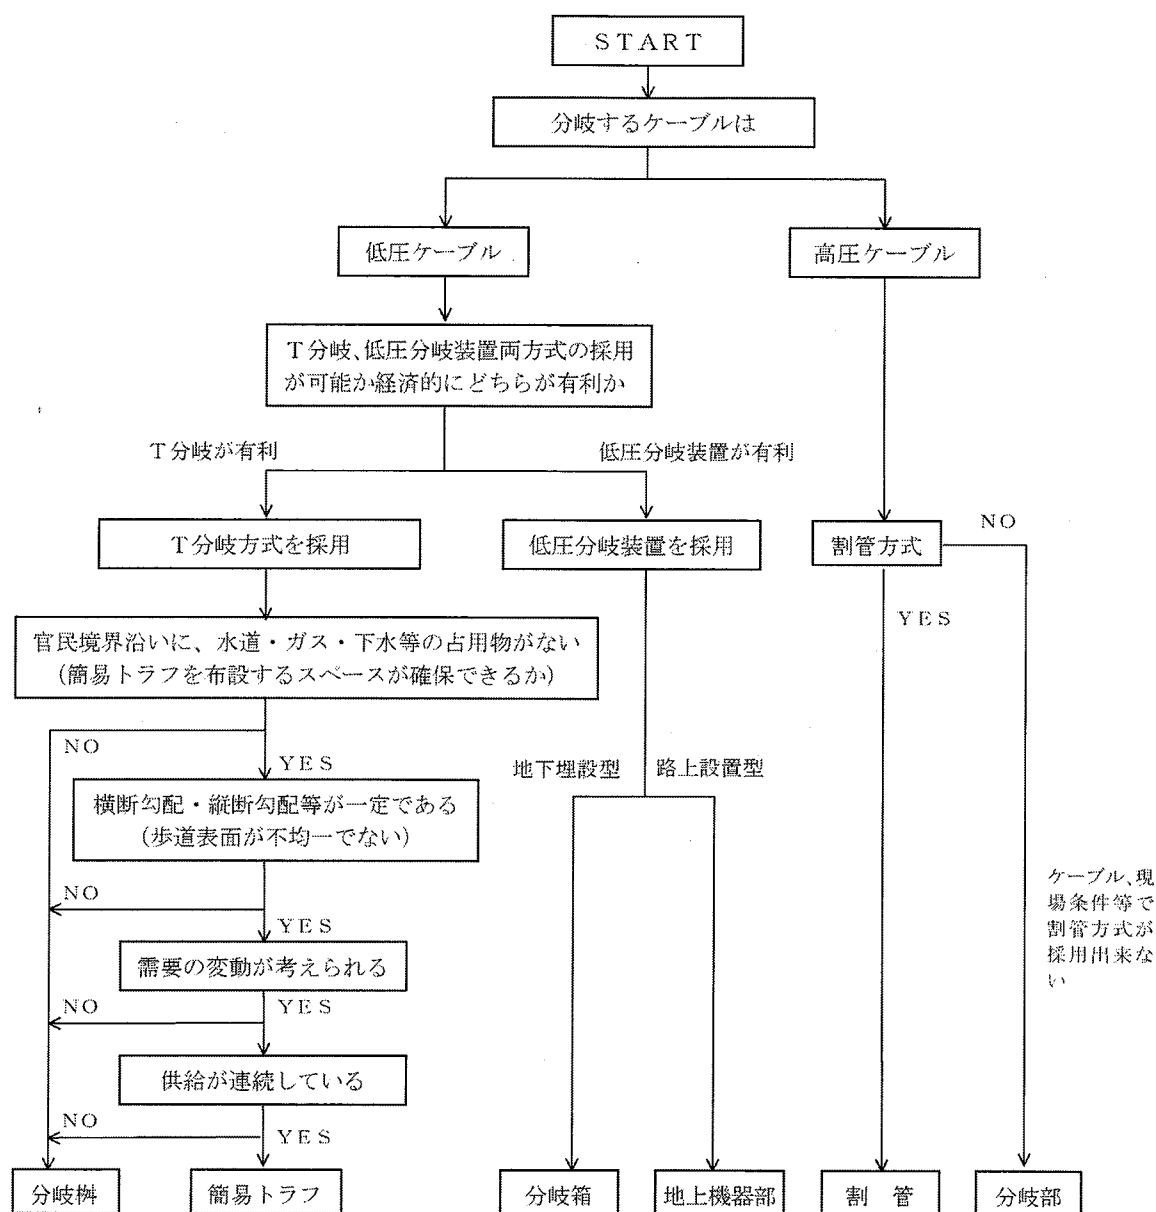 START
分岐するケーブルは
低圧ケーブル
高圧ケーブル
T分岐、低圧分岐装置両方式の採用
が可能か経済的にどちらが有利か
T分岐が有利
低圧分岐装置が有利
T分岐方式を採用
低圧分岐装置を採用
割管方式
NO
YES
官民境界沿いに、水道・ガス・下水等の占用物がない
(簡易トラフを布設するスペースが確保できるか)
NO
YES
地下埋設型
路上設置型
横断勾配・縦断勾配等が一定である
(歩道表面が不均一でない)
ケーブル、現
場条件等で
割管方式が
採用出来な
い
NO
YES
需要の変動が考えられる
NO
YES
供給が連続している
NO
YES
分岐桝
簡易トラフ
分岐箱
地上機器部
割 管
分岐部